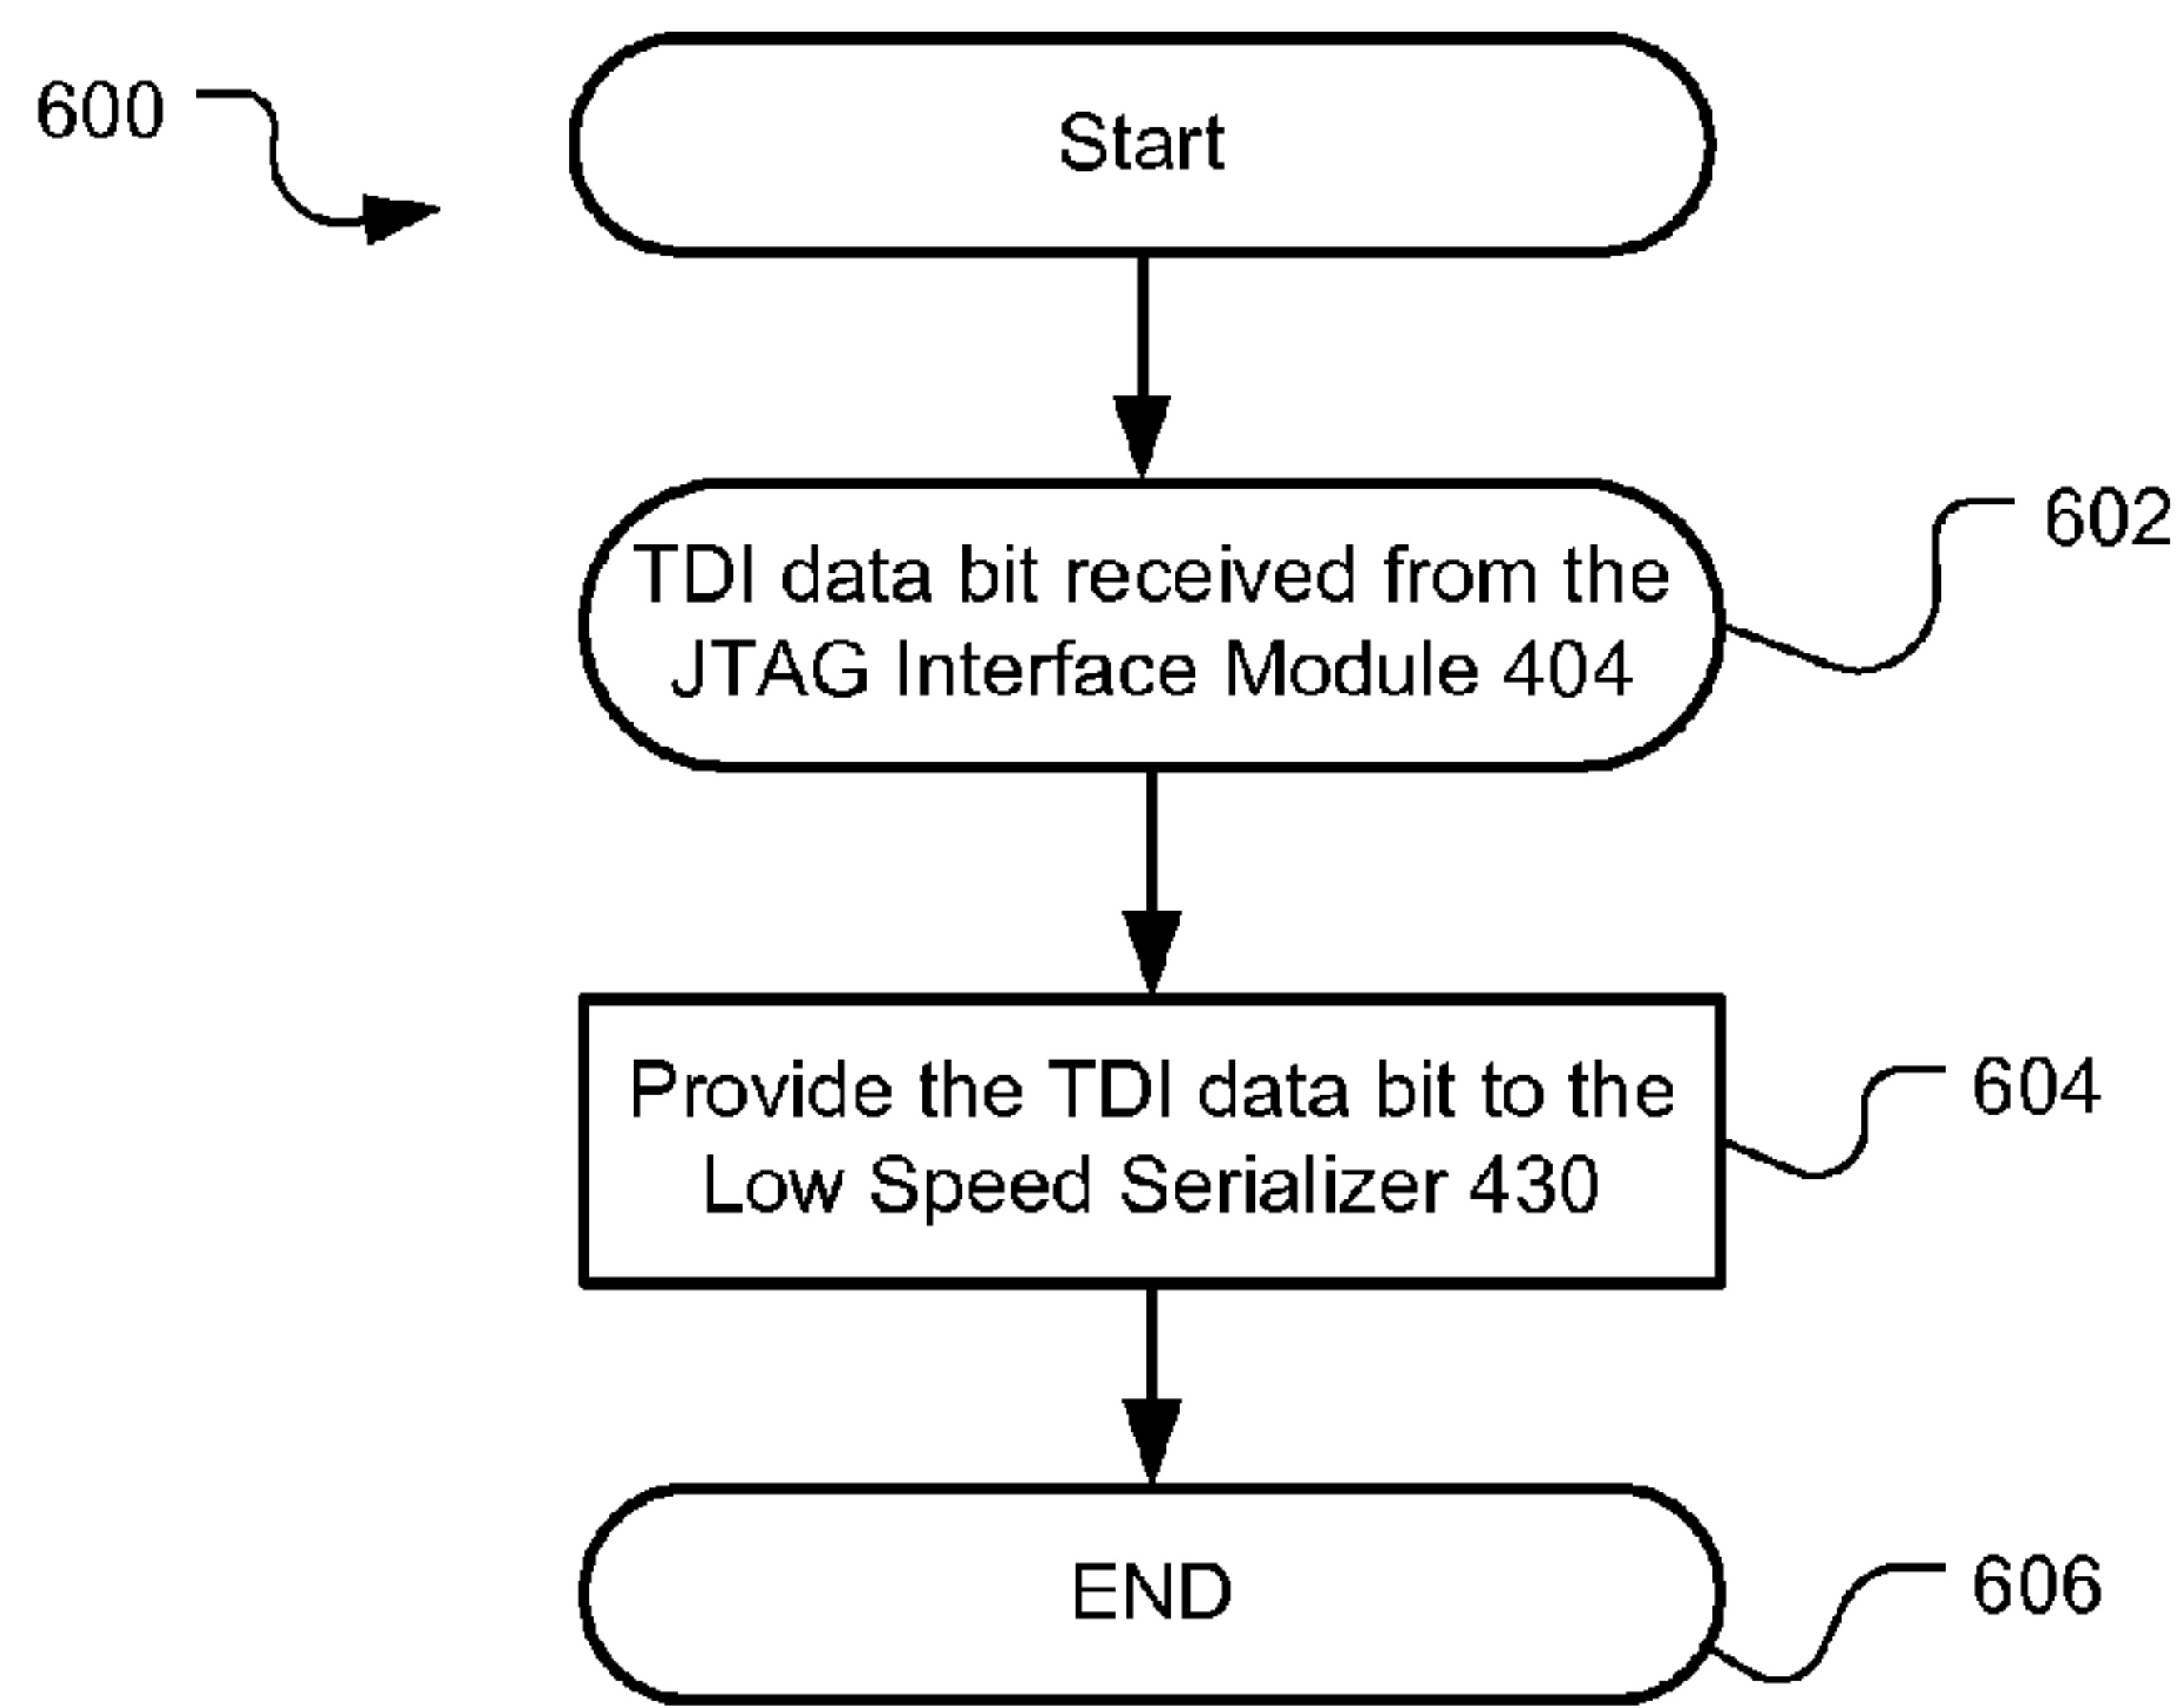 600
Start
602
TDI data bit received from the
JTAG Interface Module 404
Provide the TDI data bit to the
Low Speed Serializer 430
604
END
606